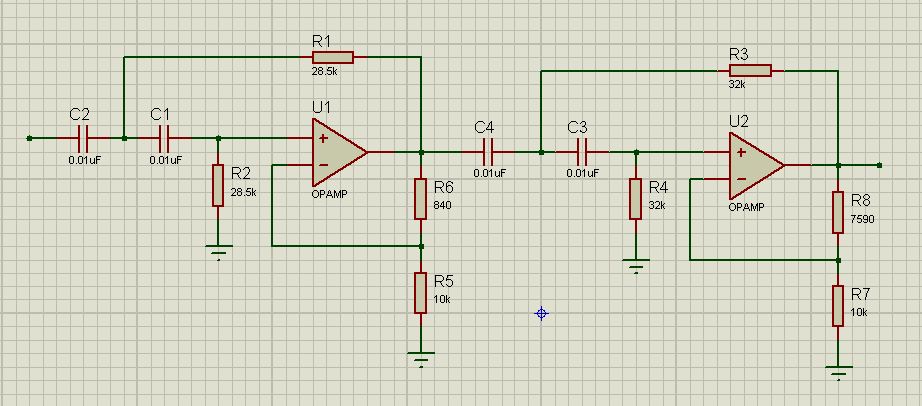 R1
28.5k
R3
32k
C2
0.01uF
C1
0.01uF
U1
+
−
OPAMP
R2
28.5k
C4
0.01uF
C3
0.01uF
U2
+
−
OPAMP
R6
840
R4
32k
R8
7590
R5
10k
R7
10k